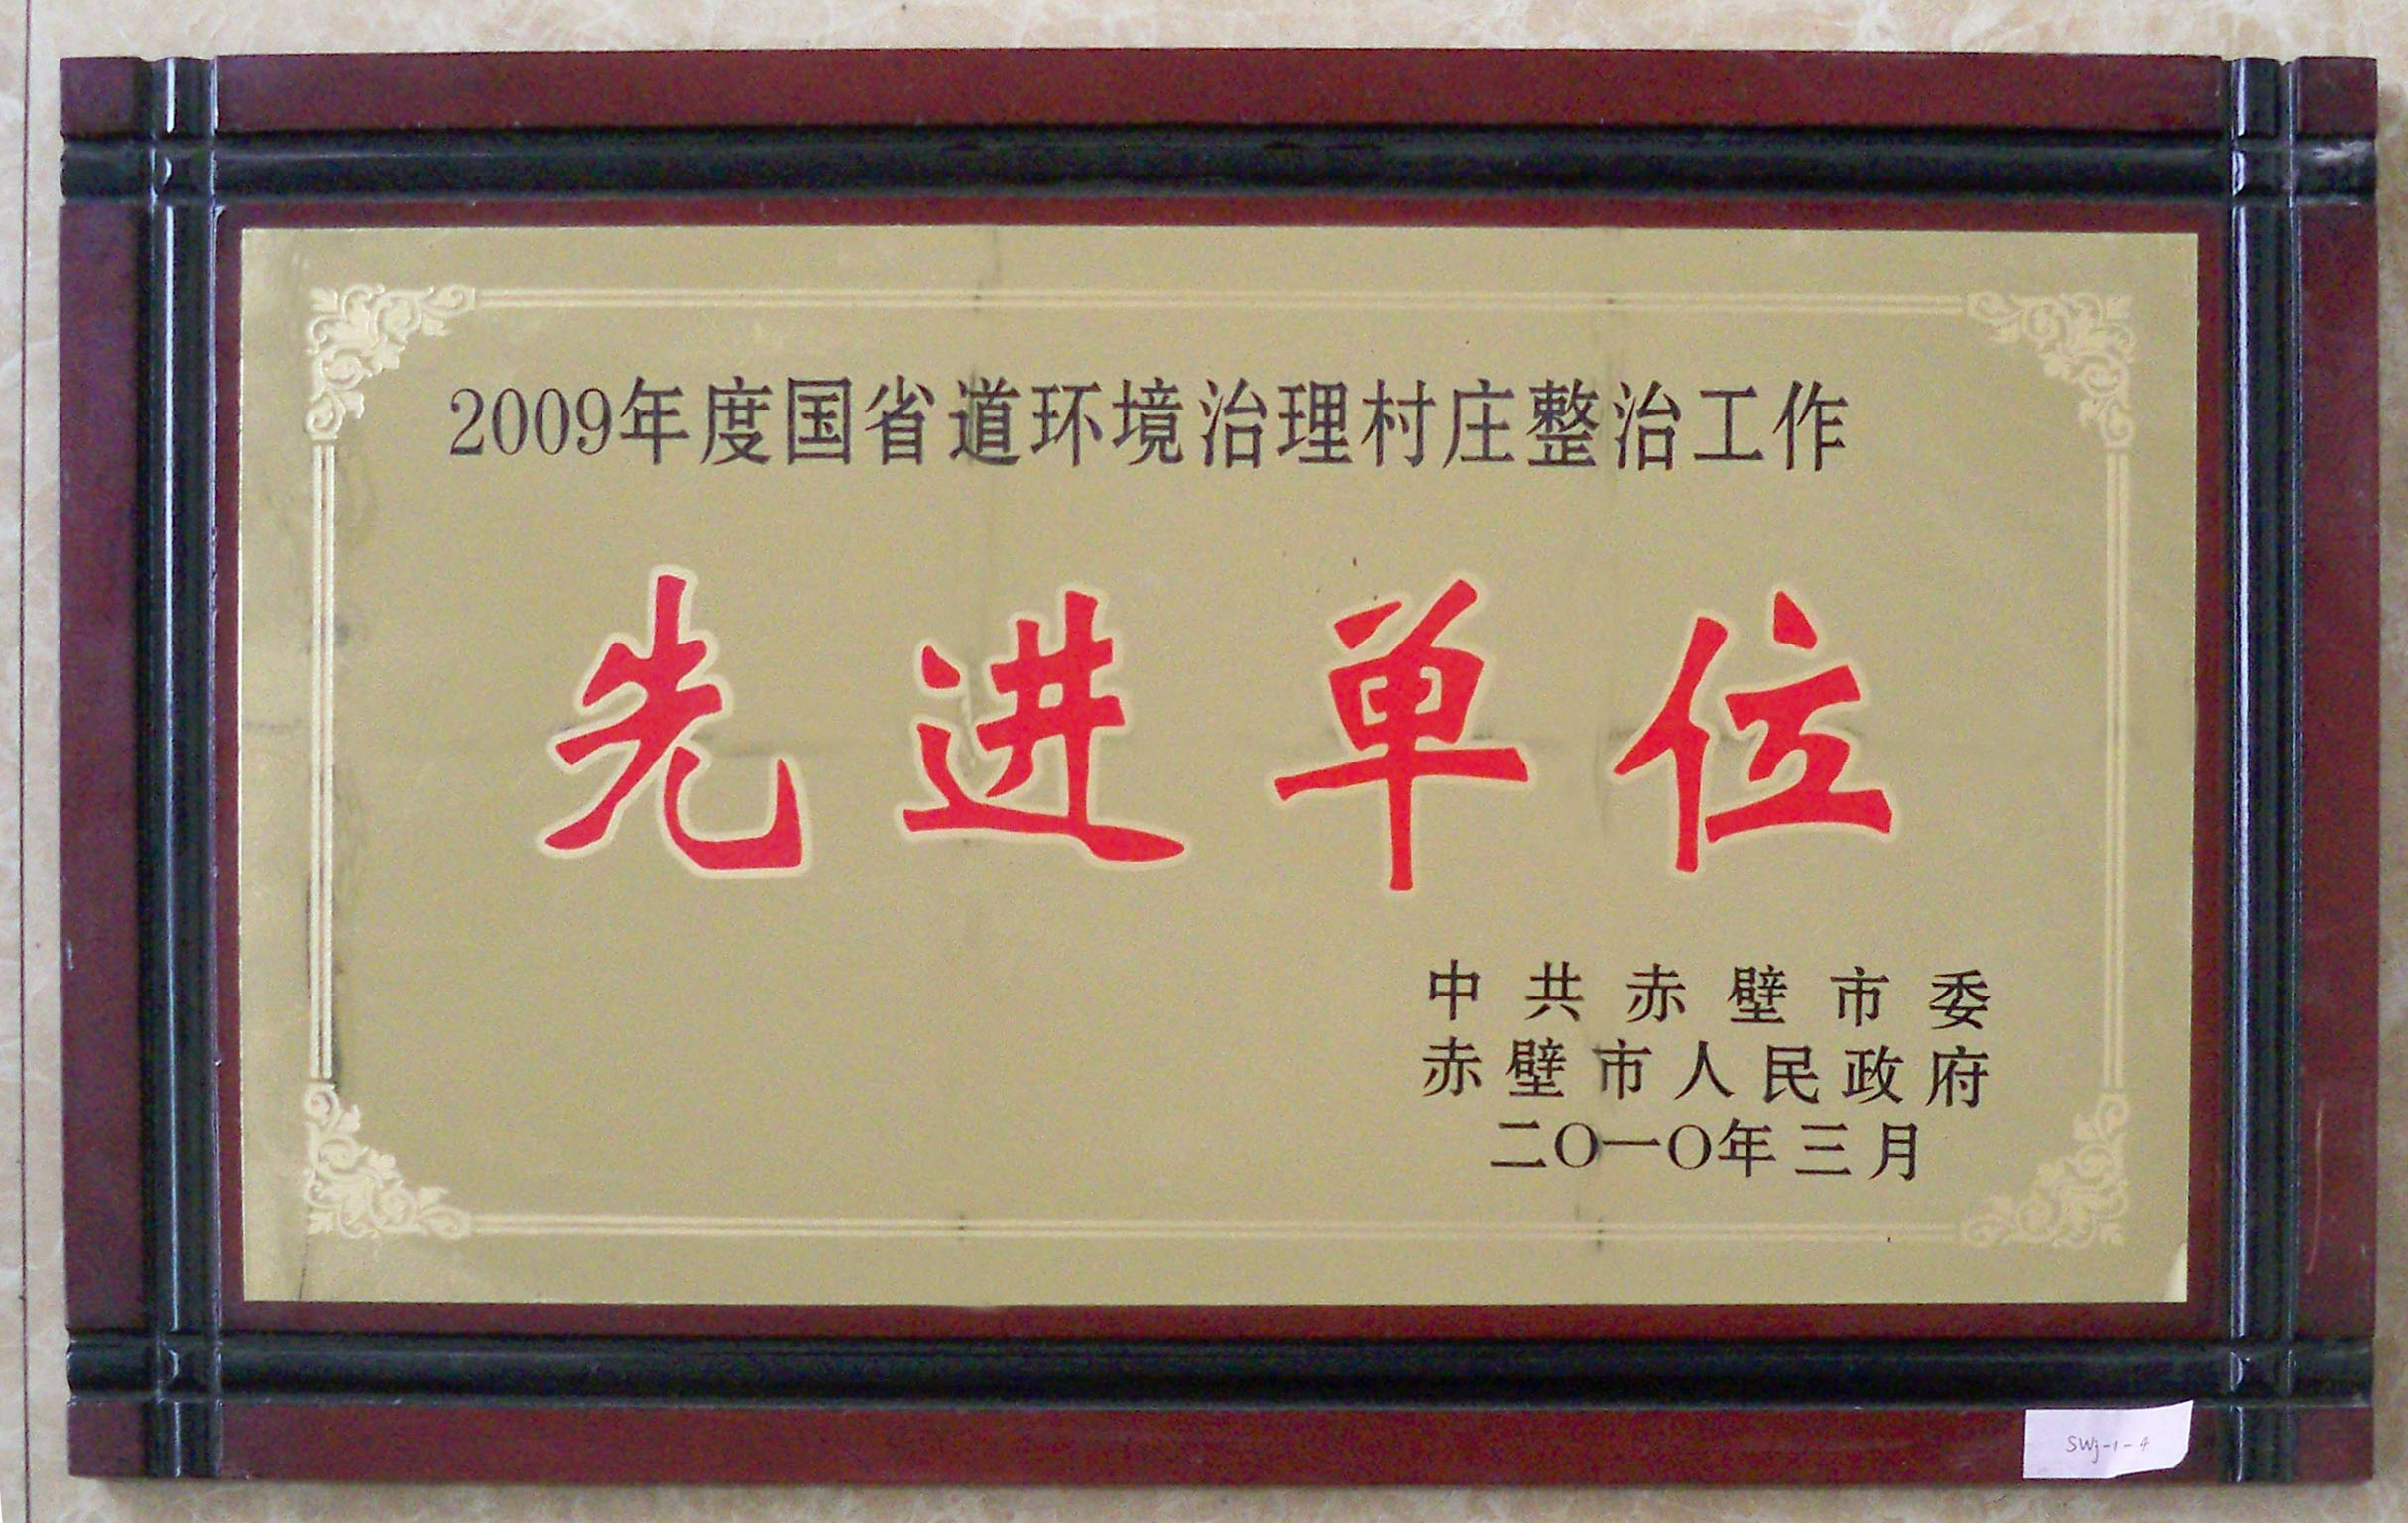 2009年度国省道环境治理村庄整治工作
先进单位
中共赤壁市委
赤壁市人民政府
二〇一〇年三月
SWj-1-4